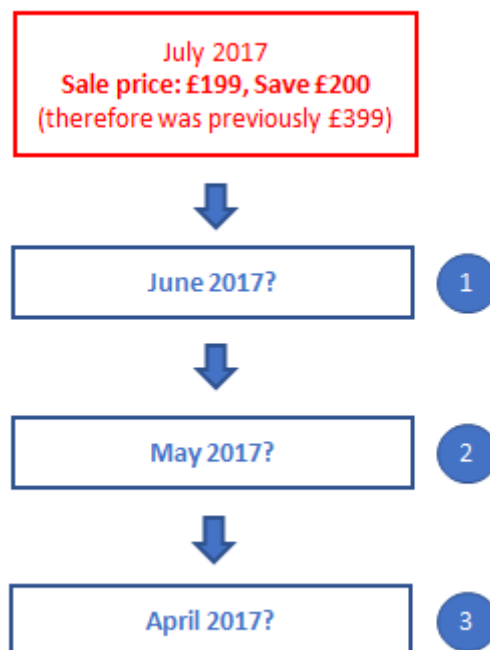 July 2017
Sale price: £199, Save £200
(therefore was previously £399)
June 2017?
1
May 2017?
2
April 2017?
3